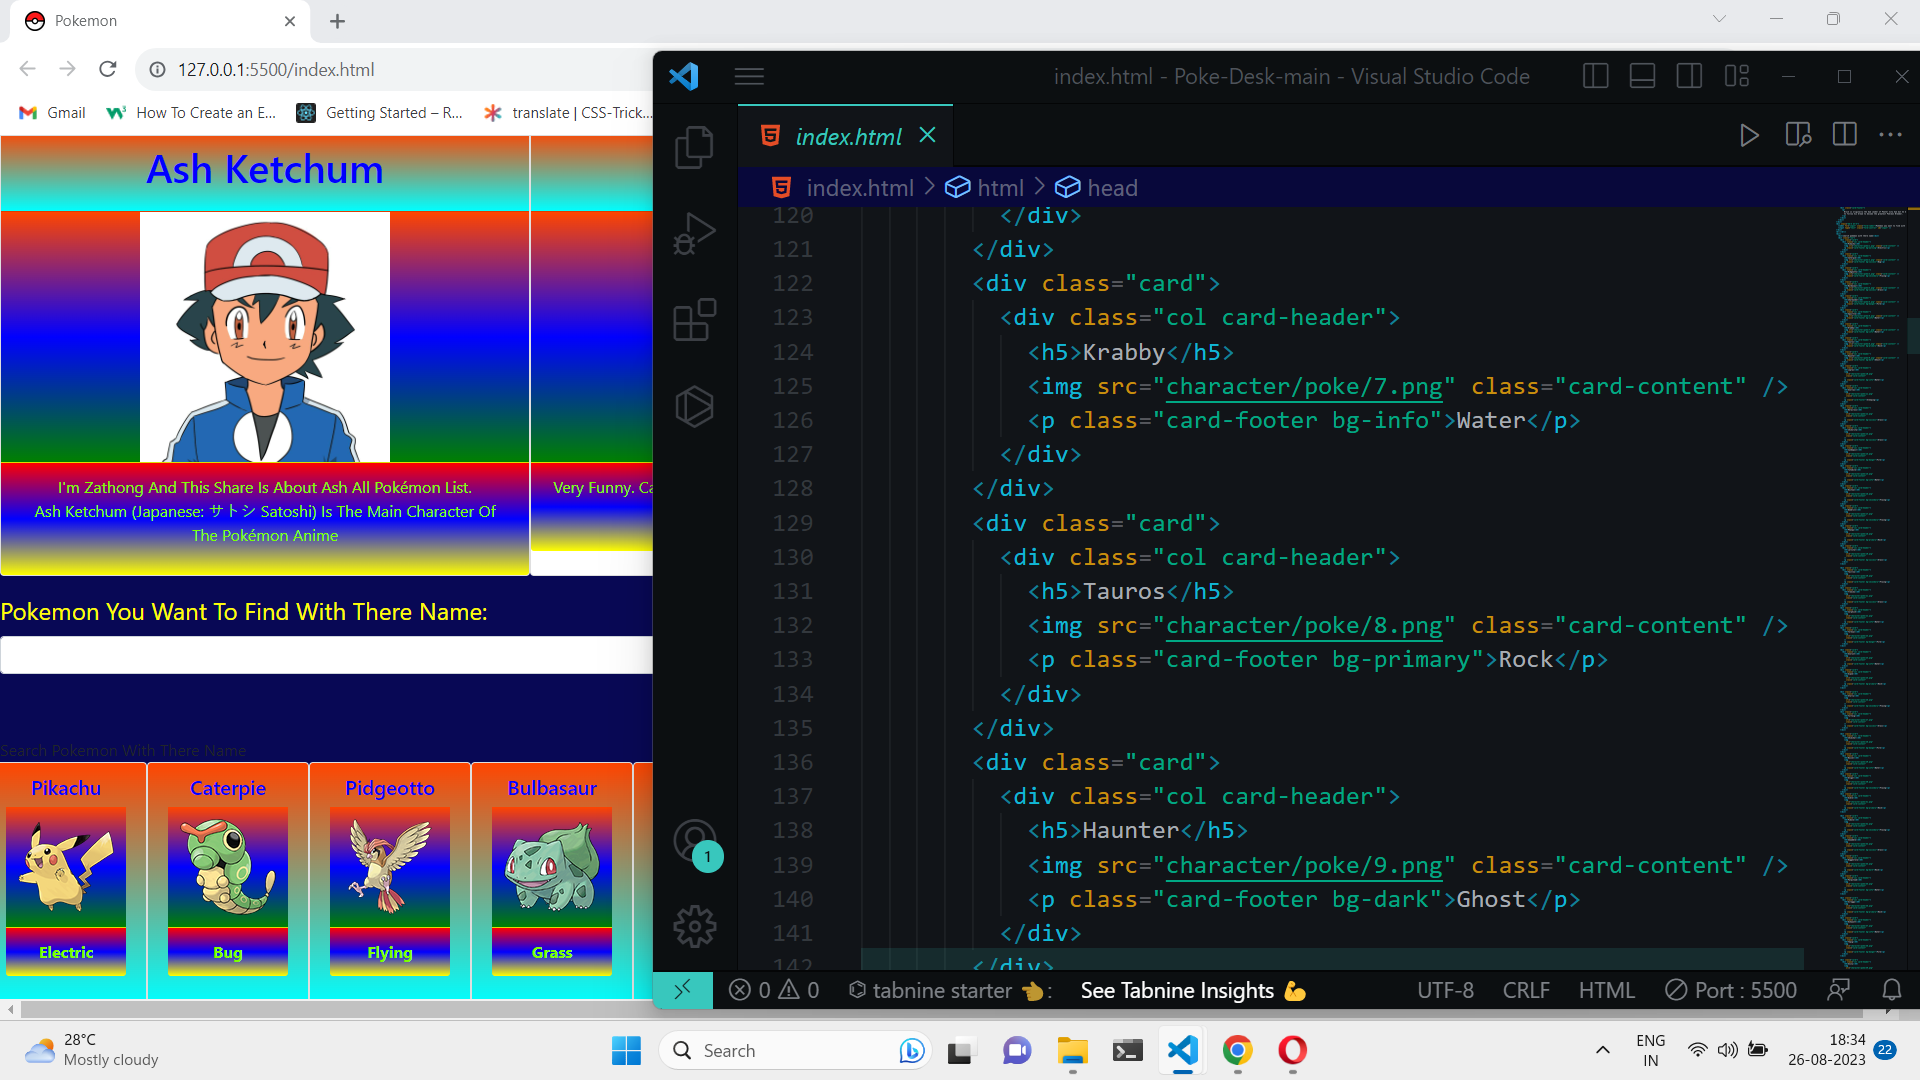 Pokemon
127.0.0.1:5500/index.html
Gmail
How To Create an E...
Getting Started – R...
translate | CSS-Trick...
Ash Ketchum
I'm Zathong And This Share Is About Ash All Pokémon List.
Ash Ketchum (Japanese: サトシ Satoshi) Is The Main Character Of
The Pokémon Anime
Very Funny. Ca
Pokemon You Want To Find With There Name:
Search Pokemon With There Name
Pikachu
Caterpie
Pidgeotto
Bulbasaur
Electric
Bug
Flying
Grass
index.html - Poke-Desk-main - Visual Studio Code
index.html
index.html > html > head
120 </div>
121 </div>
122 <div class="card">
123 <div class="col card-header">
124 <h5>Krabby</h5>
125 <img src="character/poke/7.png" class="card-content" />
126 <p class="card-footer bg-info">Water</p>
127 </div>
128 </div>
129 <div class="card">
130 <div class="col card-header">
131 <h5>Tauros</h5>
132 <img src="character/poke/8.png" class="card-content" />
133 <p class="card-footer bg-primary">Rock</p>
134 </div>
135 </div>
136 <div class="card">
137 <div class="col card-header">
138 <h5>Haunter</h5>
139 <img src="character/poke/9.png" class="card-content" />
140 <p class="card-footer bg-dark">Ghost</p>
141 </div>
142 </div>
1
0 0 tabnine starter 👈: See Tabnine Insights 💪 UTF-8 CRLF HTML Port : 5500
28°C
Mostly cloudy
Search
ENG
IN
18:34
26-08-2023
22